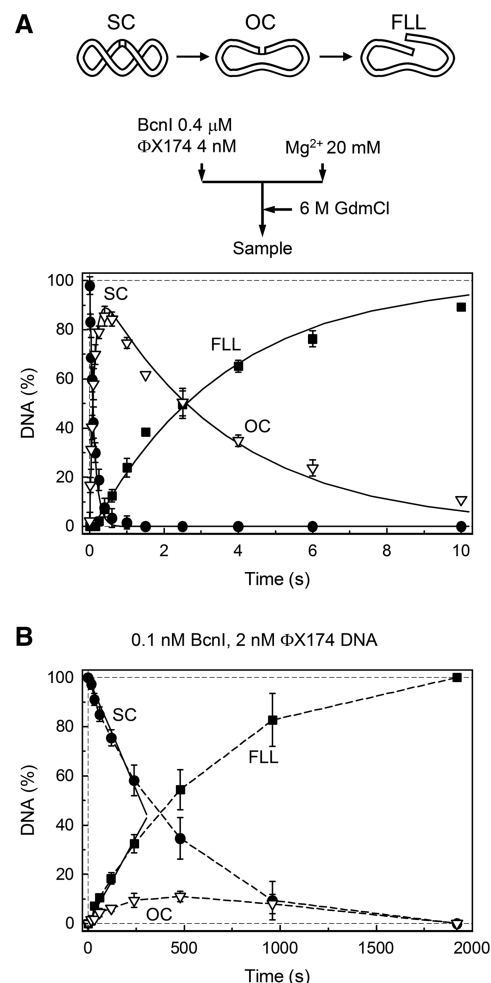 A
SC
OC
FLL
BcnI 0.4 μM
ΦX174 4 nM
Mg²⁺ 20 mM
6 M GdmCl
Sample
100
80
60
40
20
0
DNA (%)
SC
FLL
OC
0
2
4
6
8
10
Time (s)
B
0.1 nM BcnI, 2 nM ΦX174 DNA
100
80
60
40
20
0
DNA (%)
SC
FLL
OC
0
500
1000
1500
2000
Time (s)